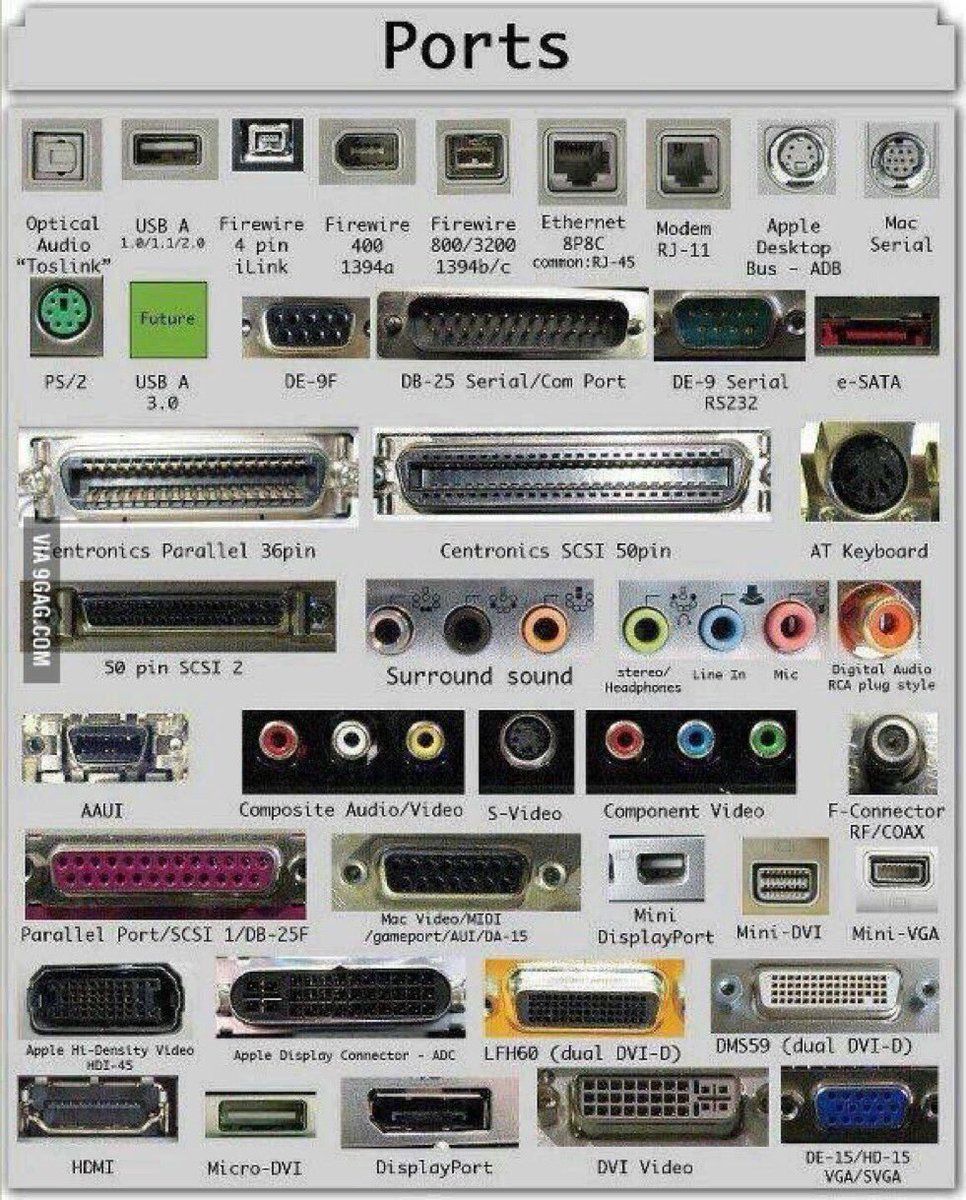 Ports
Optical
Audio
“Toslink”
USB A
1.0/1.1/2.0
Firewire
4 pin
iLink
Firewire
400
1394a
Firewire
800/3200
1394b/c
Ethernet
8P8C
common:RJ-45
Modem
RJ-11
Apple
Desktop
Bus - ADB
Mac
Serial
Future
PS/2
USB A
3.0
DE-9F
DB-25 Serial/Com Port
DE-9 Serial
RS232
e-SATA
entronics Parallel 36pin
Centronics SCSI 50pin
AT Keyboard
VIA 9GAG.COM
50 pin SCSI 2
Surround sound
stereo/
Headphones
Line In
Mic
Digital Audio
RCA plug style
AAUI
Composite Audio/Video
S-Video
Component Video
F-Connector
RF/COAX
Parallel Port/SCSI 1/DB-25F
Mac Video/MIDI
/gameport/AUI/DA-15
Mini
DisplayPort
Mini-DVI
Mini-VGA
Apple Hi-Density Video
HDI-45
Apple Display Connector - ADC
LFH60 (dual DVI-D)
DMS59 (dual DVI-D)
HDMI
Micro-DVI
DisplayPort
DVI Video
DE-15/HD-15
VGA/SVGA